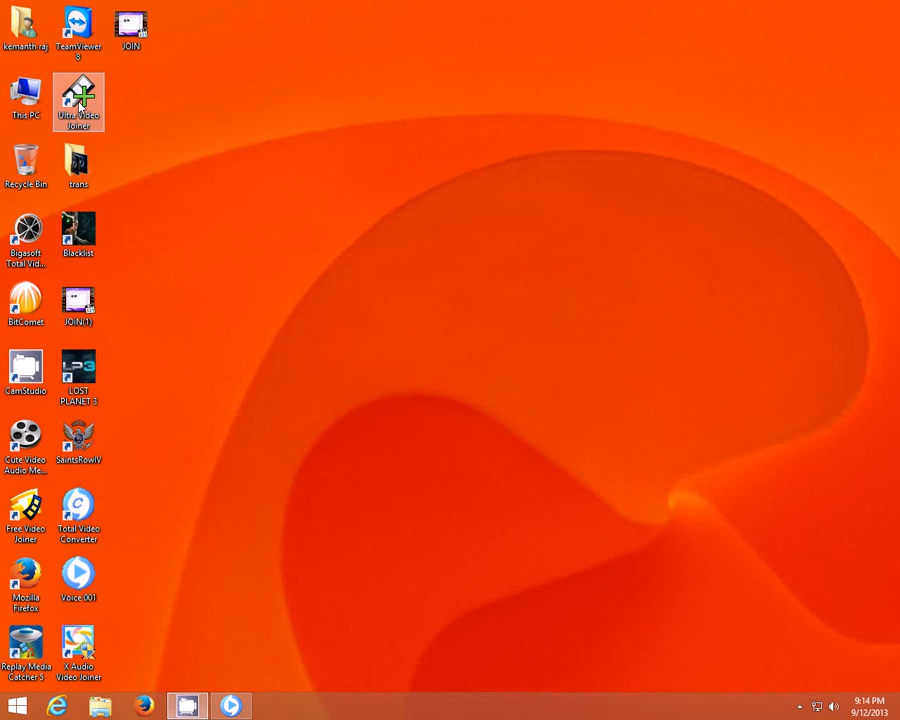 kemanth raj
TeamViewer
8
JOIN
This PC
Ultra Video
Joiner
Recycle Bin
trans
Bigasoft
Total Vid...
Blacklist
BitComet
JOIN(1)
CamStudio
LP3
LOST
PLANET 3
Cute Video
Audio Me...
SaintsRowIV
Free Video
Joiner
Total Video
Converter
Mozilla
Firefox
Voice 001
Replay Media
Catcher 5
X Audio
Video Joiner
9:14 PM
9/12/2013